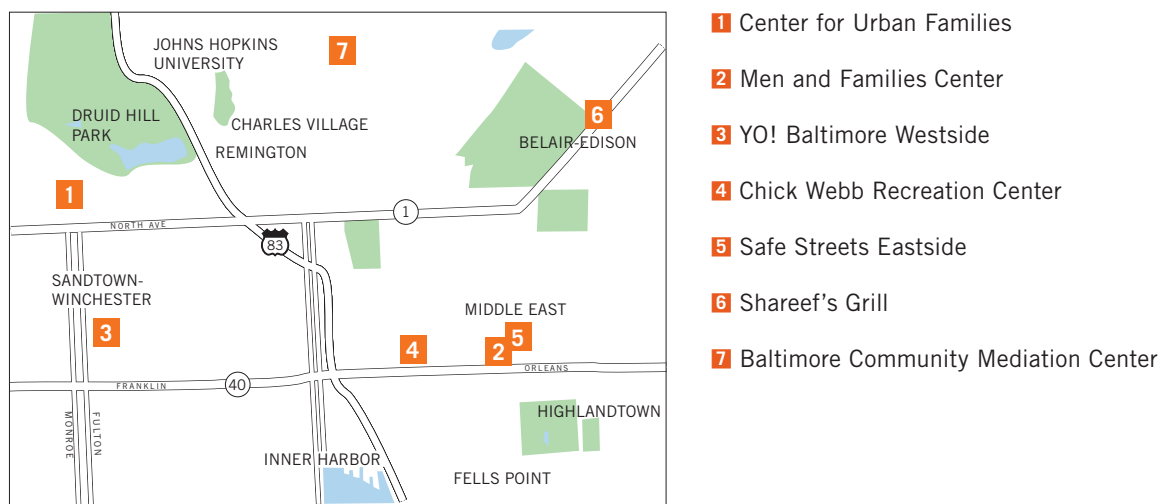 JOHNS HOPKINS
UNIVERSITY
7
DRUID HILL
PARK
CHARLES VILLAGE
REMINGTON
6
BELAIR-EDISON
1
NORTH AVE
1
83
SANDTOWN-
WINCHESTER
3
MIDDLE EAST
5
4
2
ORLEANS
FRANKLIN
40
MONROE
FULTON
HIGHLANDTOWN
INNER HARBOR
FELLS POINT
1 Center for Urban Families
2 Men and Families Center
3 YO! Baltimore Westside
4 Chick Webb Recreation Center
5 Safe Streets Eastside
6 Shareef's Grill
7 Baltimore Community Mediation Center